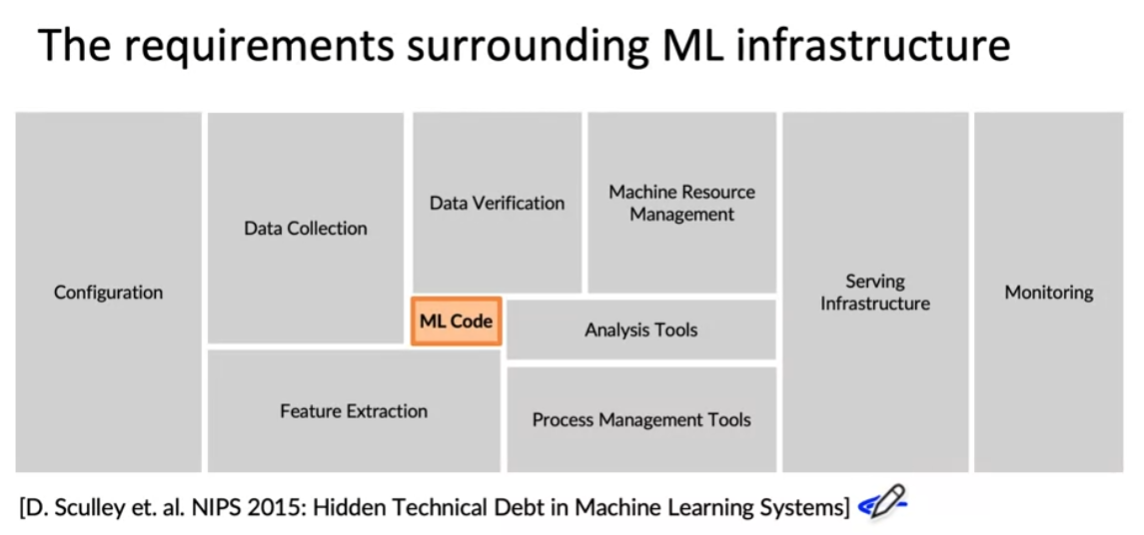 The requirements surrounding ML infrastructure
Configuration
Data Collection
Data Verification
Machine Resource
Management
ML Code
Analysis Tools
Feature Extraction
Process Management Tools
Serving
Infrastructure
Monitoring
[D. Sculley et. al. NIPS 2015: Hidden Technical Debt in Machine Learning Systems]